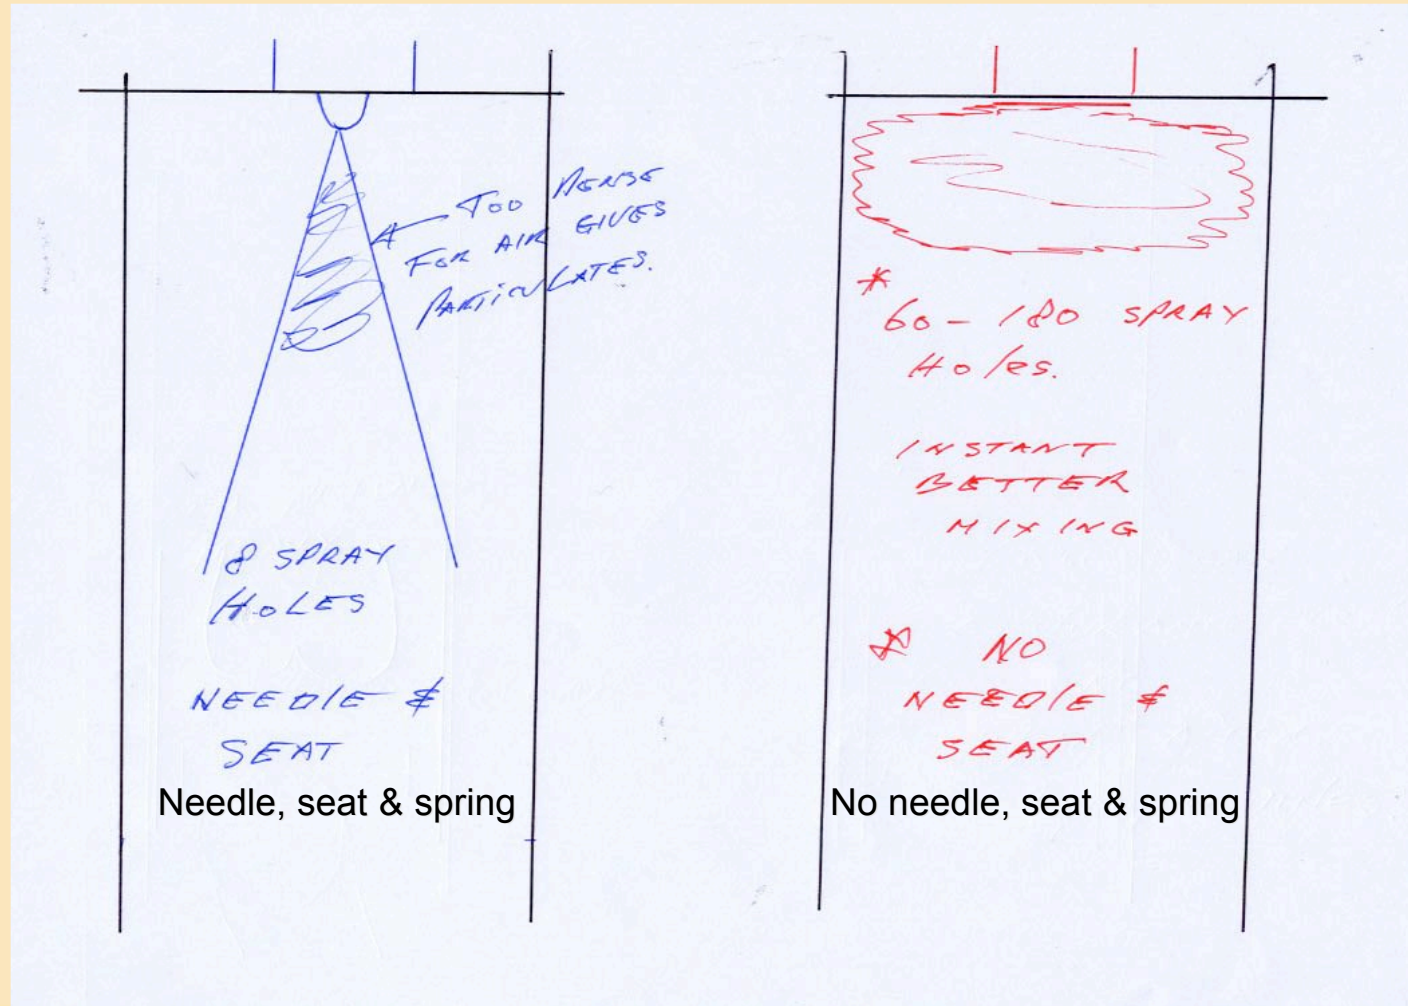 TOO DENSE
FOR AIR GIVES
PARTICULATES.
8 SPRAY
HOLES
NEEDLE &
SEAT
Needle, seat & spring
*
60 - 180 SPRAY
Holes.
INSTANT
BETTER
MIXING
* NO
NEEDLE &
SEAT
No needle, seat & spring